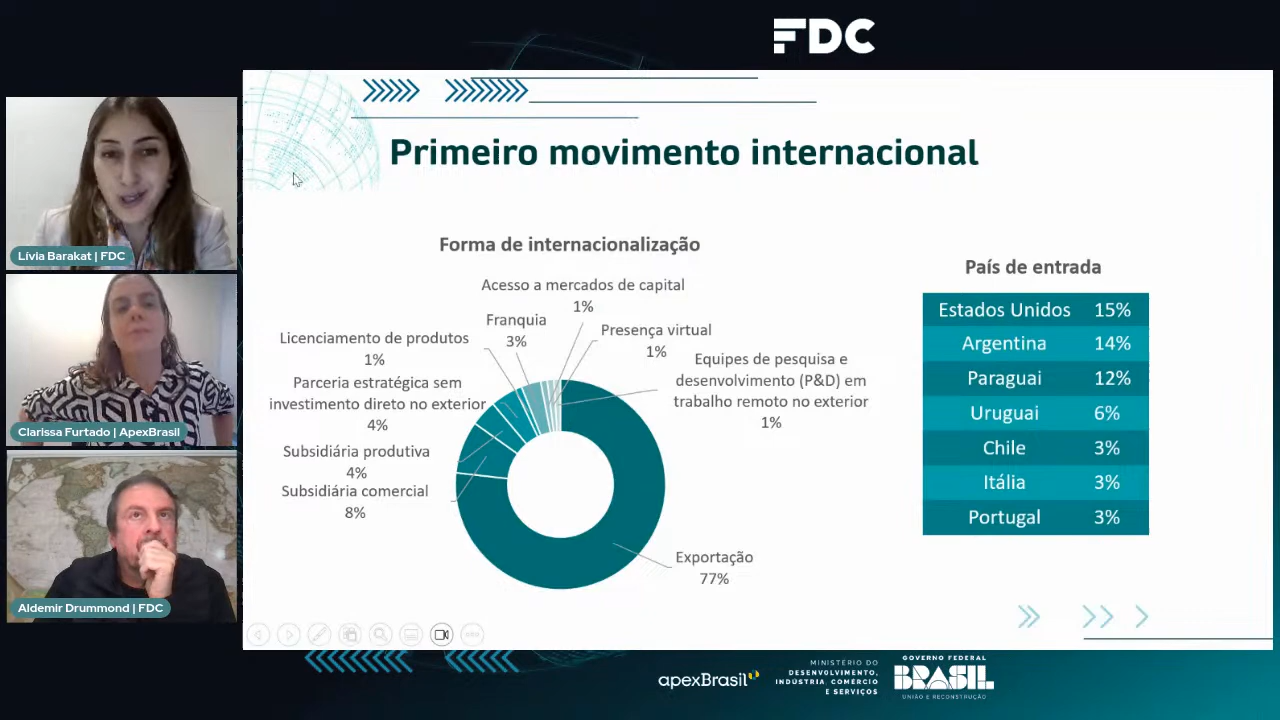 FDC
Primeiro movimento internacional
Forma de internacionalização
Acesso a mercados de capital
1%
Franquia
3%
Presença virtual
1%
Licenciamento de produtos
1%
Equipes de pesquisa e
desenvolvimento (P&D) em
trabalho remoto no exterior
1%
Parceria estratégica sem
investimento direto no exterior
4%
Subsidiária produtiva
4%
Subsidiária comercial
8%
Exportação
77%
País de entrada
Estados Unidos 15%
Argentina 14%
Paraguai 12%
Uruguai 6%
Chile 3%
Itália 3%
Portugal 3%
Lívia Barakat | FDC
Clarissa Furtado | ApexBrasil
Aldemir Drummond | FDC
apexBrasil
MINISTÉRIO DO
DESENVOLVIMENTO,
INDÚSTRIA, COMÉRCIO
E SERVIÇOS
GOVERNO FEDERAL
BRASIL
UNIÃO E RECONSTRUÇÃO